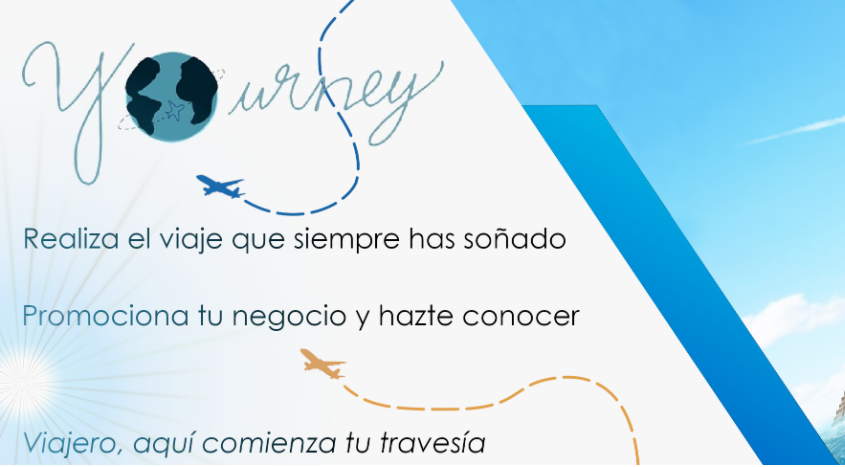 Yourney
Realiza el viaje que siempre has soñado
Promociona tu negocio y hazte conocer
Viajero, aquí comienza tu travesía